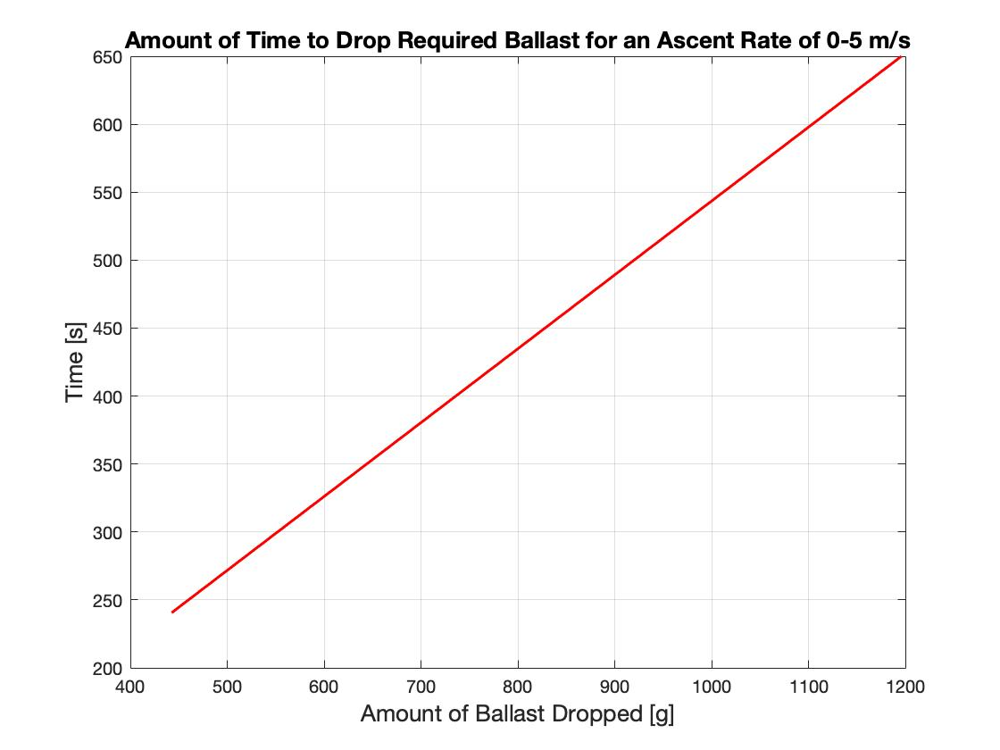 Amount of Time to Drop Required Ballast for an Ascent Rate of 0-5 m/s
650
600
550
500
450
400
350
300
250
200
Time [s]
400 500 600 700 800 900 1000 1100 1200
Amount of Ballast Dropped [g]